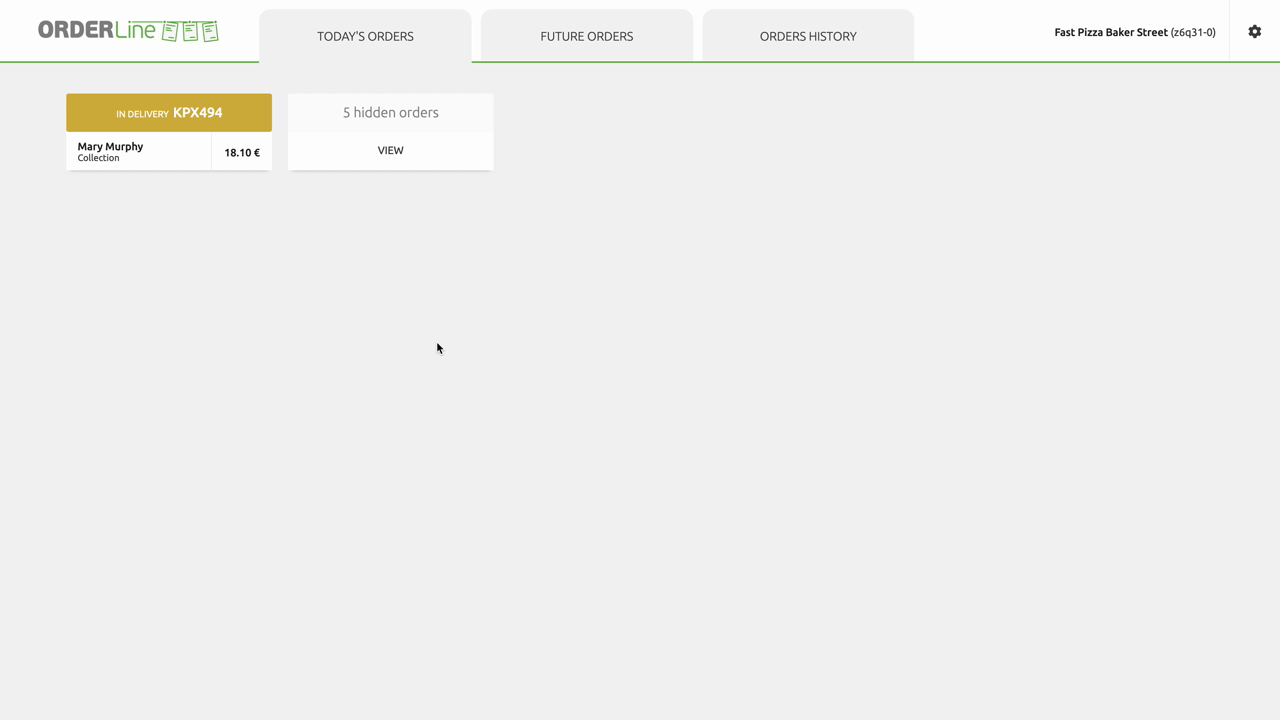 ORDERLine
TODAY'S ORDERS
FUTURE ORDERS
ORDERS HISTORY
Fast Pizza Baker Street (z6q31-0)
IN DELIVERY KPX494
Mary Murphy
Collection
18.10 €
5 hidden orders
VIEW